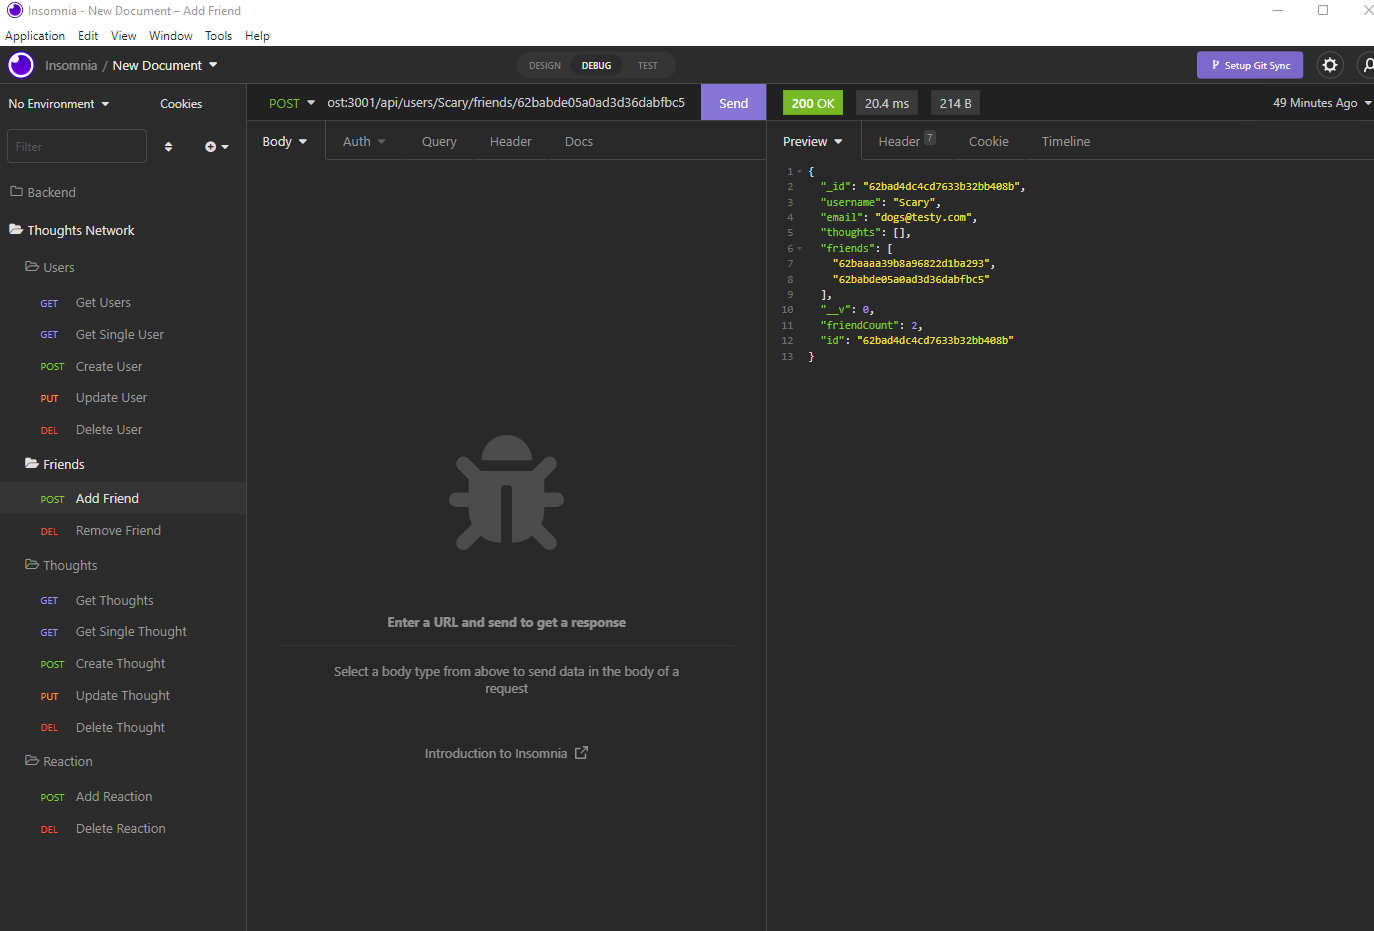 Insomnia - New Document – Add Friend
Application Edit View Window Tools Help
Insomnia / New Document
DESIGN DEBUG TEST
Setup Git Sync
No Environment Cookies
Filter
Backend
Thoughts Network
Users
GET Get Users
GET Get Single User
POST Create User
PUT Update User
DEL Delete User
Friends
POST Add Friend
DEL Remove Friend
Thoughts
GET Get Thoughts
GET Get Single Thought
POST Create Thought
PUT Update Thought
DEL Delete Thought
Reaction
POST Add Reaction
DEL Delete Reaction
POST ost:3001/api/users/Scary/friends/62babde05a0ad3d36dabfbc5 Send
Body Auth Query Header Docs
Enter a URL and send to get a response
Select a body type from above to send data in the body of a
request
Introduction to Insomnia
200 OK 20.4 ms 214 B 49 Minutes Ago
Preview Header 7 Cookie Timeline
1 {
2 "_id": "62bad4dc4cd7633b32bb408b",
3 "username": "Scary",
4 "email": "dogs@testy.com",
5 "thoughts": [],
6 "friends": [
7 "62baaaa39b8a96822d1ba293",
8 "62babde05a0ad3d36dabfbc5"
9 ],
10 "__v": 0,
11 "friendCount": 2,
12 "id": "62bad4dc4cd7633b32bb408b"
13 }